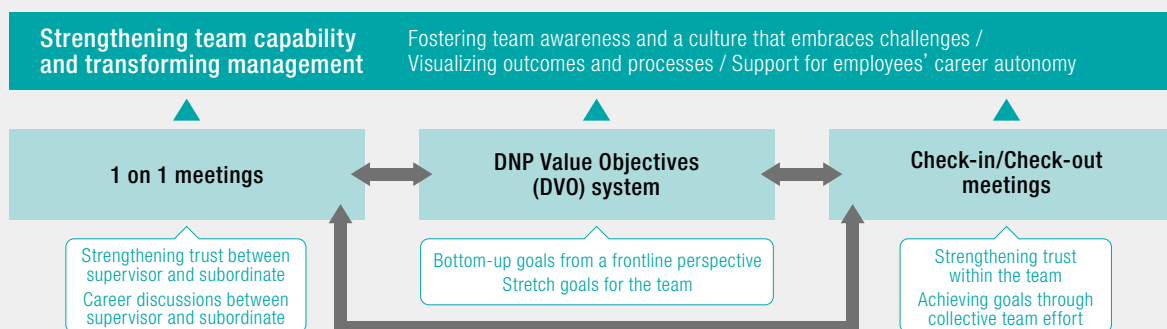 Strengthening team capability
and transforming management
Fostering team awareness and a culture that embraces challenges /
Visualizing outcomes and processes / Support for employees’ career autonomy
1 on 1 meetings
DNP Value Objectives
(DVO) system
Check-in/Check-out
meetings
Strengthening trust between
supervisor and subordinate
Career discussions between
supervisor and subordinate
Bottom-up goals from a frontline perspective
Stretch goals for the team
Strengthening trust
within the team
Achieving goals through
collective team effort